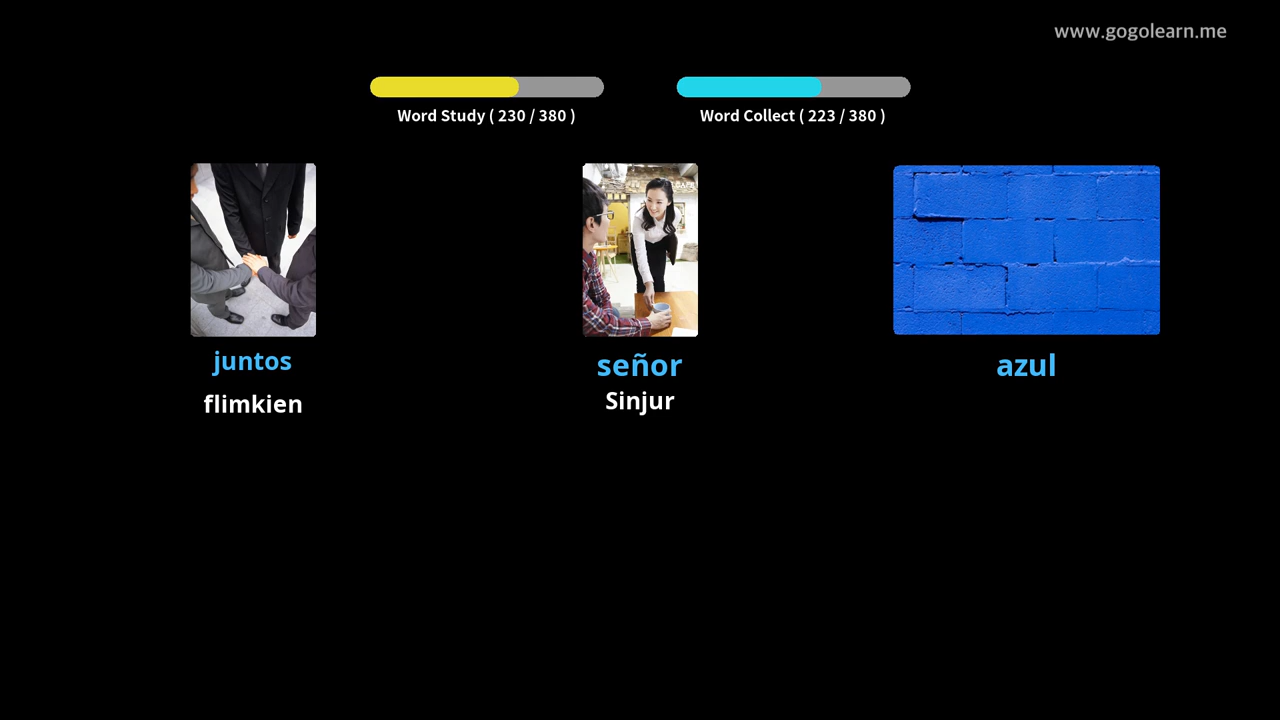 www.gogolearn.me
Word Study ( 230 / 380 )
Word Collect ( 223 / 380 )
juntos
flimkien
señor
Sinjur
azul